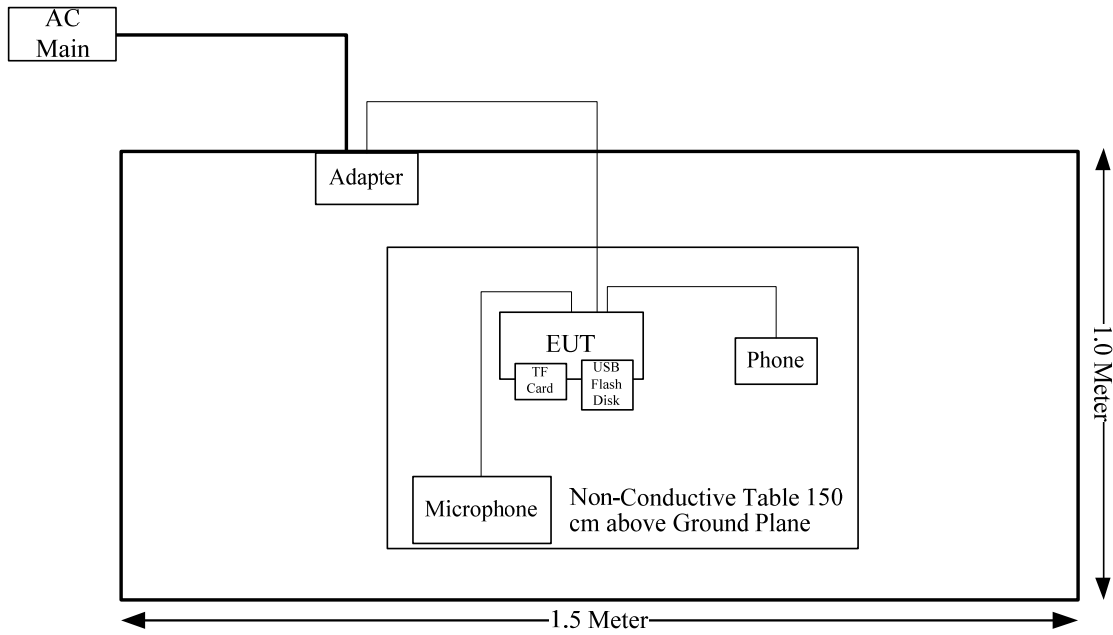 AC
Main
Adapter
EUT
TF
Card
USB
Flash
Disk
Phone
Microphone
Non-Conductive Table 150
cm above Ground Plane
1.0 Meter
1.5 Meter